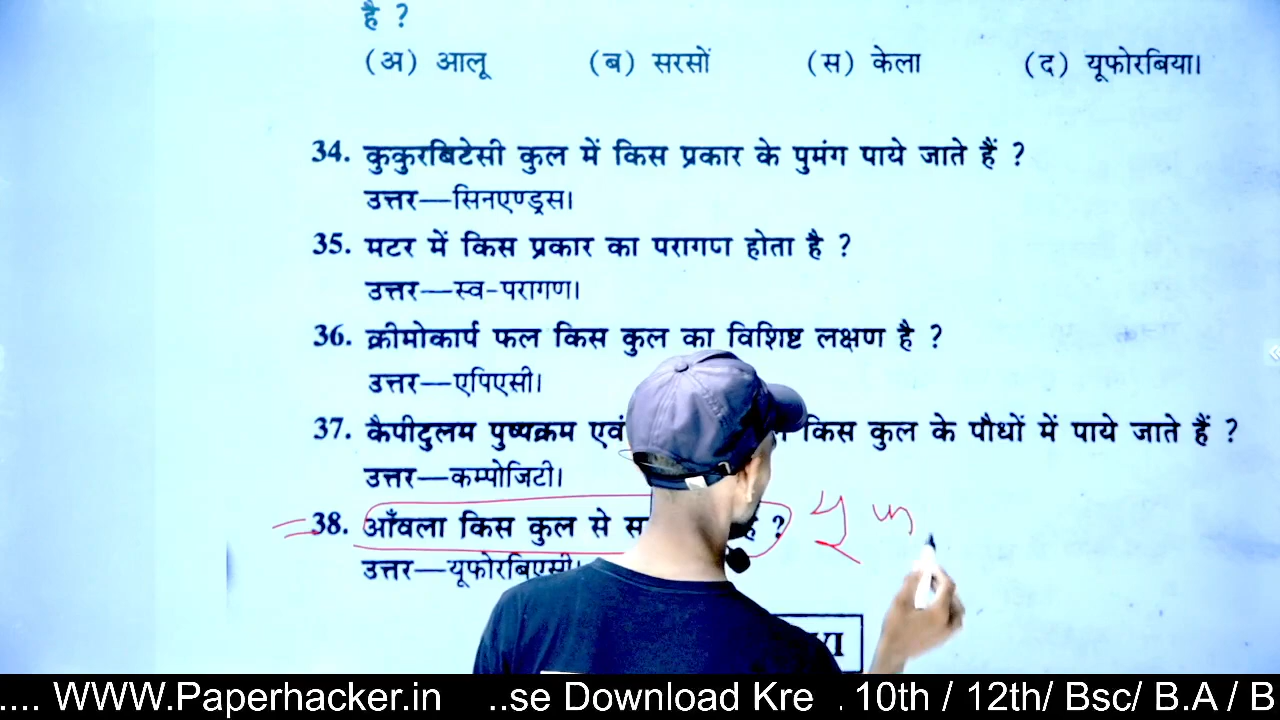 है ?
(अ) आलू (ब) सरसों (स) केला (द) यूफोरबिया।
34. कुकुरबिटेसी कुल में किस प्रकार के पुमंग पाये जाते हैं ?
उत्तर—सिनएण्ड्रस।
35. मटर में किस प्रकार का परागण होता है ?
उत्तर—स्व-परागण।
36. क्रीमोकार्प फल किस कुल का विशिष्ट लक्षण है ?
उत्तर—एपिएसी।
37. कैपीटुलम पुष्पक्रम एवं किस कुल के पौधों में पाये जाते हैं ?
उत्तर—कम्पोजिटी।
38. आँवला किस कुल से है ?
उत्तर—यूफोरबिएसी।
VI
.... WWW.Paperhacker.in ..se Download Kre . 10th / 12th/ Bsc/ B.A / B